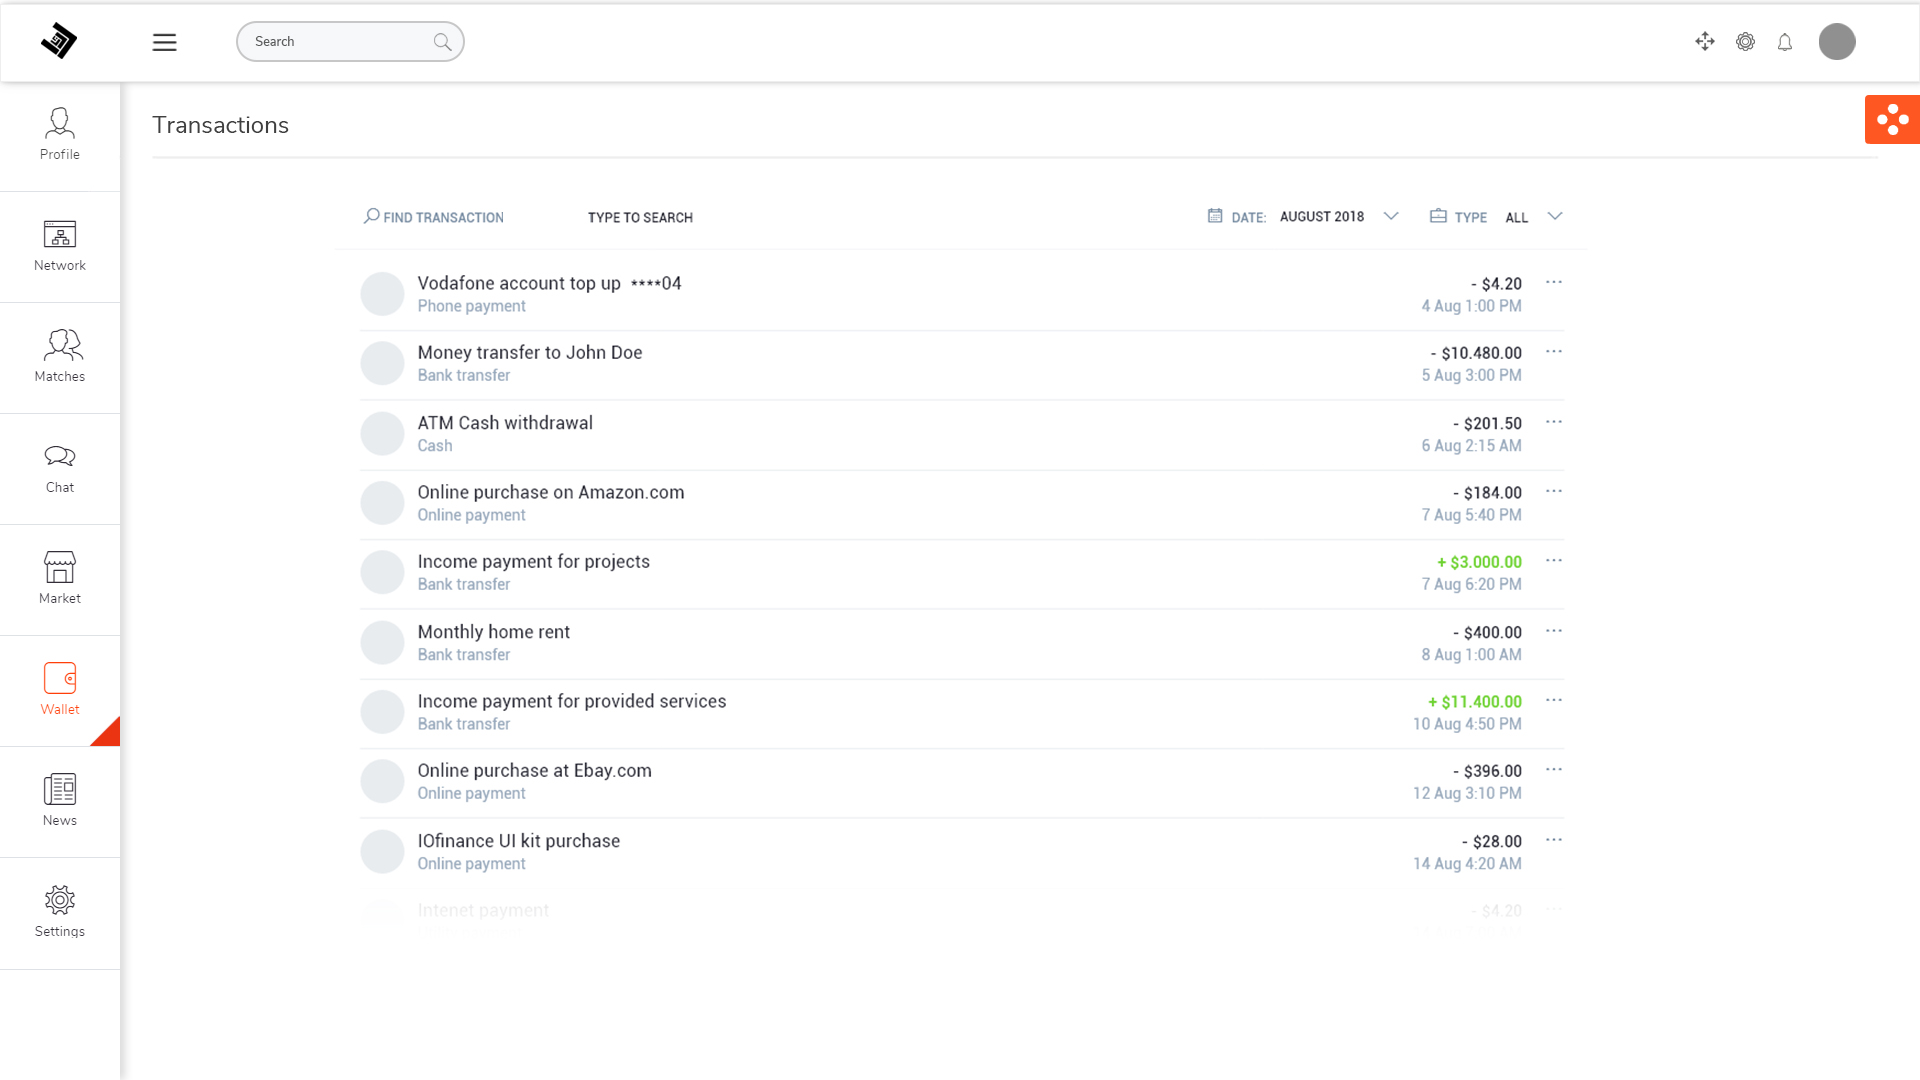 Search
Profile
Network
Matches
Chat
Market
Wallet
News
Settings
Transactions
FIND TRANSACTION TYPE TO SEARCH DATE: AUGUST 2018 TYPE ALL
Vodafone account top up ****04 - $4.20
Phone payment 4 Aug 1:00 PM
Money transfer to John Doe - $10.480.00
Bank transfer 5 Aug 3:00 PM
ATM Cash withdrawal - $201.50
Cash 6 Aug 2:15 AM
Online purchase on Amazon.com - $184.00
Online payment 7 Aug 5:40 PM
Income payment for projects + $3.000.00
Bank transfer 7 Aug 6:20 PM
Monthly home rent - $400.00
Bank transfer 8 Aug 1:00 AM
Income payment for provided services + $11.400.00
Bank transfer 10 Aug 4:50 PM
Online purchase at Ebay.com - $396.00
Online payment 12 Aug 3:10 PM
IOfinance UI kit purchase - $28.00
Online payment 14 Aug 4:20 AM
Intenet payment - $4.20